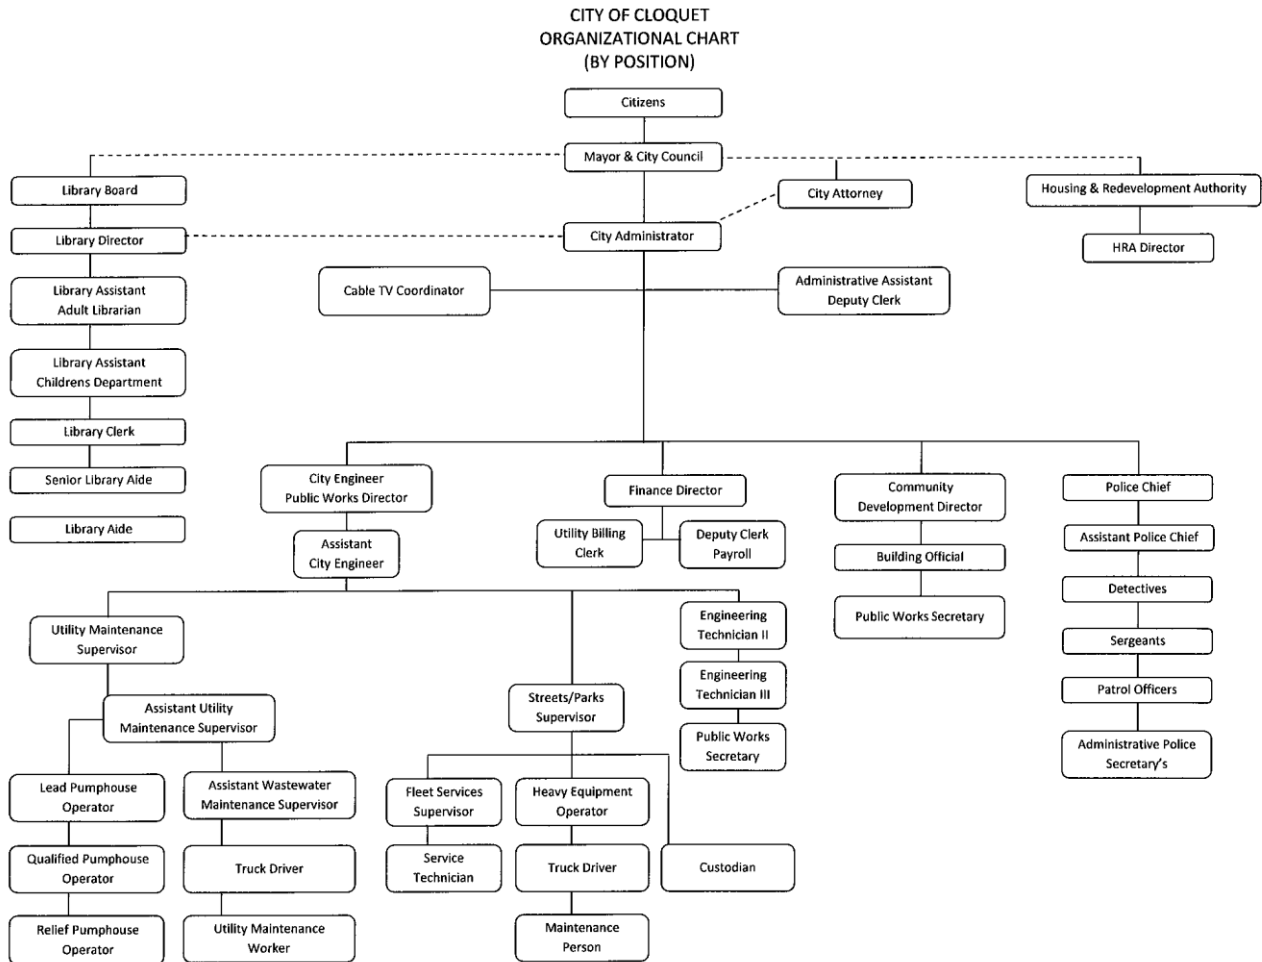 CITY OF CLOQUET
ORGANIZATIONAL CHART
(BY POSITION)
Citizens
Mayor & City Council
Library Board
City Attorney
Housing & Redevelopment Authority
Library Director
City Administrator
HRA Director
Library Assistant
Adult Librarian
Cable TV Coordinator
Administrative Assistant
Deputy Clerk
Library Assistant
Childrens Department
Library Clerk
Senior Library Aide
Library Aide
City Engineer
Public Works Director
Finance Director
Community
Development Director
Police Chief
Assistant
City Engineer
Utility Billing
Clerk
Deputy Clerk
Payroll
Building Official
Assistant Police Chief
Public Works Secretary
Detectives
Sergeants
Patrol Officers
Administrative Police
Secretary's
Utility Maintenance
Supervisor
Engineering
Technician II
Engineering
Technician III
Public Works
Secretary
Streets/Parks
Supervisor
Assistant Utility
Maintenance Supervisor
Lead Pumphouse
Operator
Assistant Wastewater
Maintenance Supervisor
Fleet Services
Supervisor
Heavy Equipment
Operator
Qualified Pumphouse
Operator
Truck Driver
Service
Technician
Truck Driver
Custodian
Relief Pumphouse
Operator
Utility Maintenance
Worker
Maintenance
Person